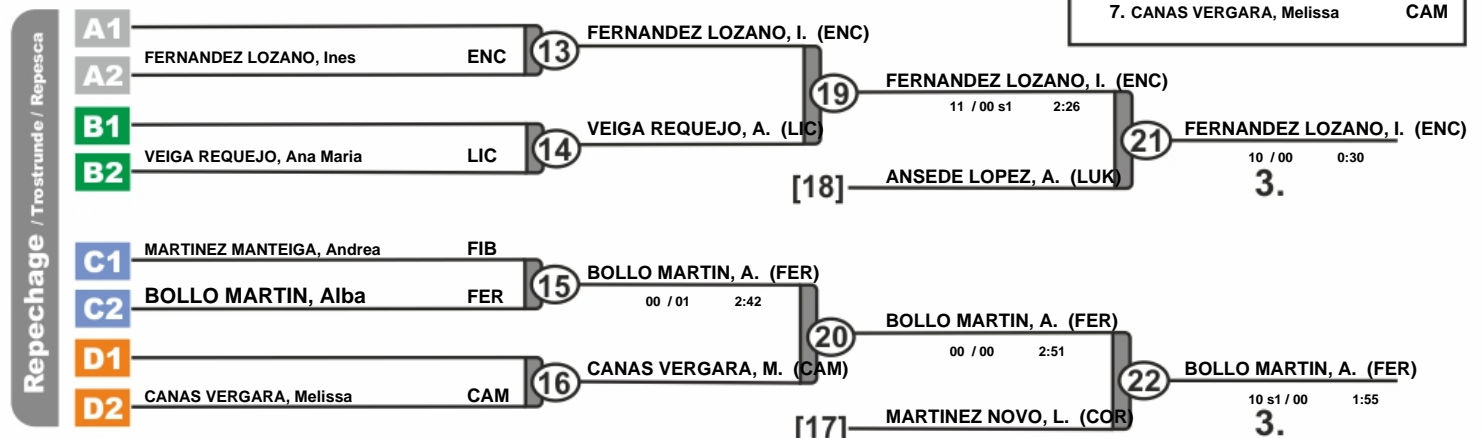 7. CANAS VERGARA, Melissa CAM
Repechage / Trostrunde / Repesca
A1
FERNANDEZ LOZANO, Ines ENC
A2
13
FERNANDEZ LOZANO, I. (ENC)
B1
VEIGA REQUEJO, Ana Maria LIC
B2
14
VEIGA REQUEJO, A. (LIC)
19
FERNANDEZ LOZANO, I. (ENC)
11 / 00 s1 2:26
[18]
ANSEDE LOPEZ, A. (LUK)
21
FERNANDEZ LOZANO, I. (ENC)
10 / 00 0:30
3.
C1
MARTINEZ MANTEIGA, Andrea FIB
C2
BOLLO MARTIN, Alba FER
15
BOLLO MARTIN, A. (FER)
00 / 01 2:42
D1
CANAS VERGARA, Melissa CAM
D2
16
CANAS VERGARA, M. (CAM)
20
BOLLO MARTIN, A. (FER)
00 / 00 2:51
[17]
MARTINEZ NOVO, L. (COR)
22
BOLLO MARTIN, A. (FER)
10 s1 / 00 1:55
3.